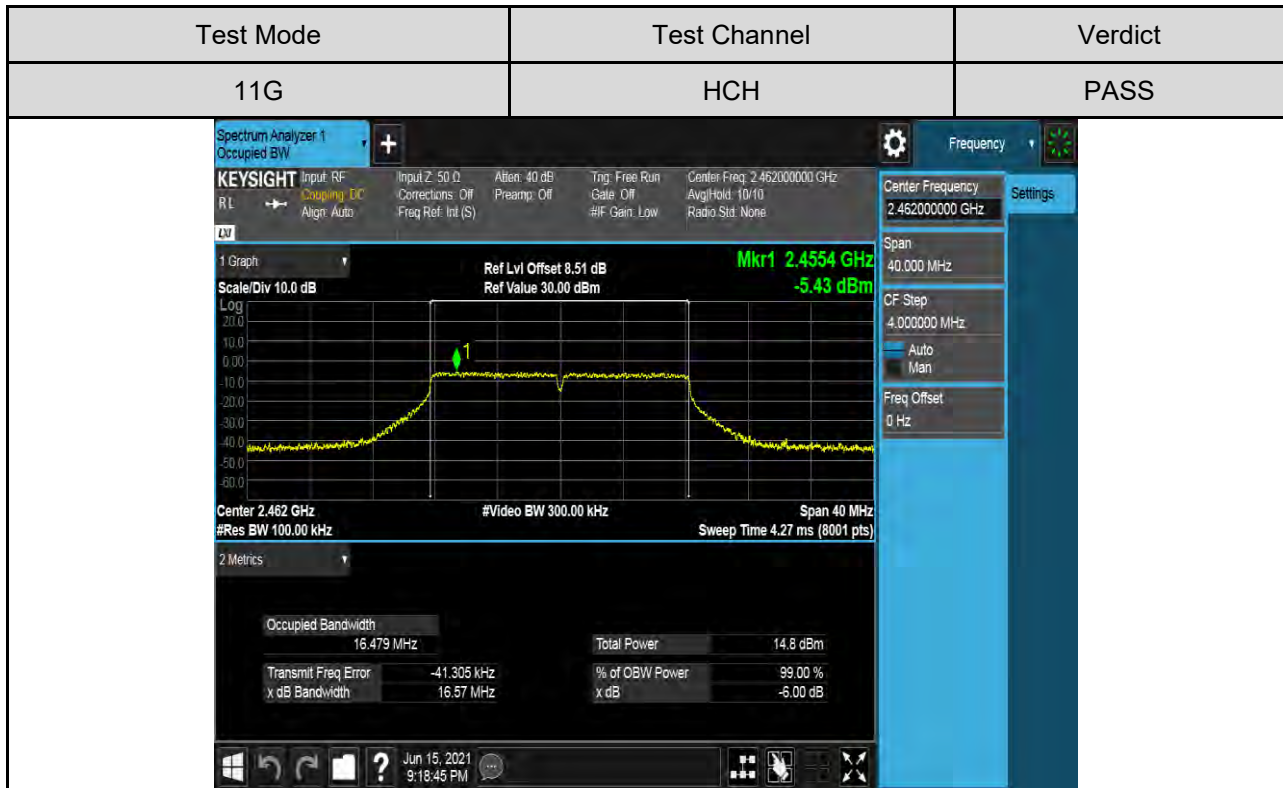 Test Mode Test Channel Verdict
11G HCH PASS
Spectrum Analyzer 1
Occupied BW
+
Frequency
KEYSIGHT Input: RF Input Z: 50 Ω Atten: 40 dB Trig: Free Run Center Freq: 2.462000000 GHz
RL Coupling: DC Corrections: Off Preamp: Off Gate: Off Avg|Hold: 10/10
Align: Auto Freq Ref: Int (S) #IF Gain: Low Radio Std: None
LXI
Center Frequency
2.462000000 GHz
Settings
Span
40.000 MHz
CF Step
4.000000 MHz
Auto
Man
Freq Offset
0 Hz
1 Graph Ref Lvl Offset 8.51 dB Mkr1 2.4554 GHz
Scale/Div 10.0 dB Ref Value 30.00 dBm -5.43 dBm
Log
20.0
10.0
0.00
-10.0
-20.0
-30.0
-40.0
-50.0
-60.0
1
Center 2.462 GHz #Video BW 300.00 kHz Span 40 MHz
#Res BW 100.00 kHz Sweep Time 4.27 ms (8001 pts)
2 Metrics
Occupied Bandwidth
16.479 MHz Total Power 14.8 dBm
Transmit Freq Error -41.305 kHz % of OBW Power 99.00 %
x dB Bandwidth 16.57 MHz x dB -6.00 dB
? Jun 15, 2021
9:18:45 PM